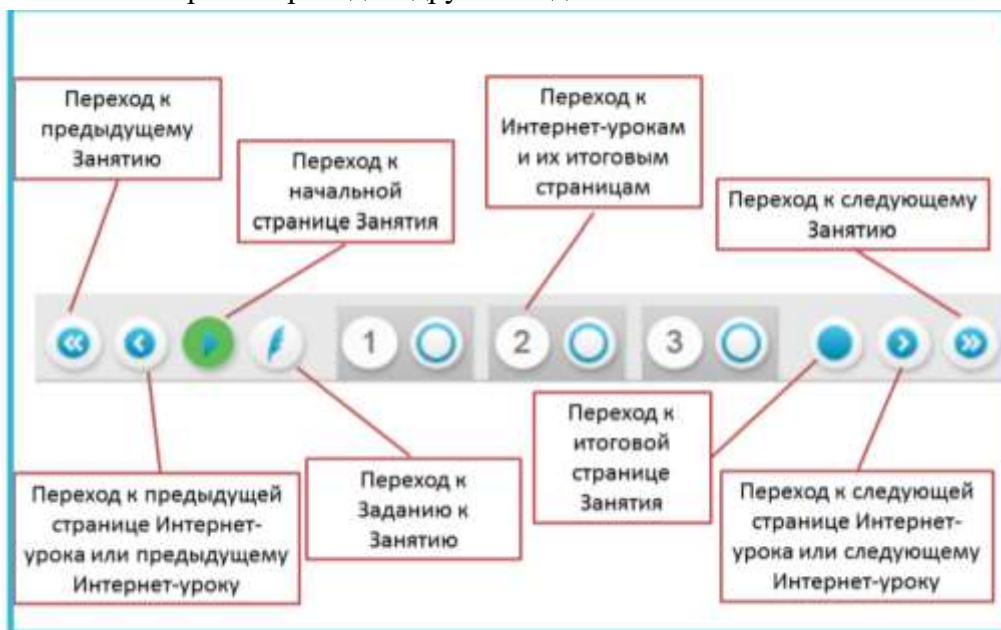 Переход к
предыдущему
Занятию
Переход к
начальной
странице Занятия
Переход к
Интернет-урокам
и их итоговым
страницам
Переход к следующему
Занятию
1
2
3
Переход к предыдущей
странице Интернет-
урока или предыдущему
Интернет-уроку
Переход к
Заданию к
Занятию
Переход к
итоговой
странице
Занятия
Переход к следующей
странице Интернет-
урока или следующему
Интернет-уроку